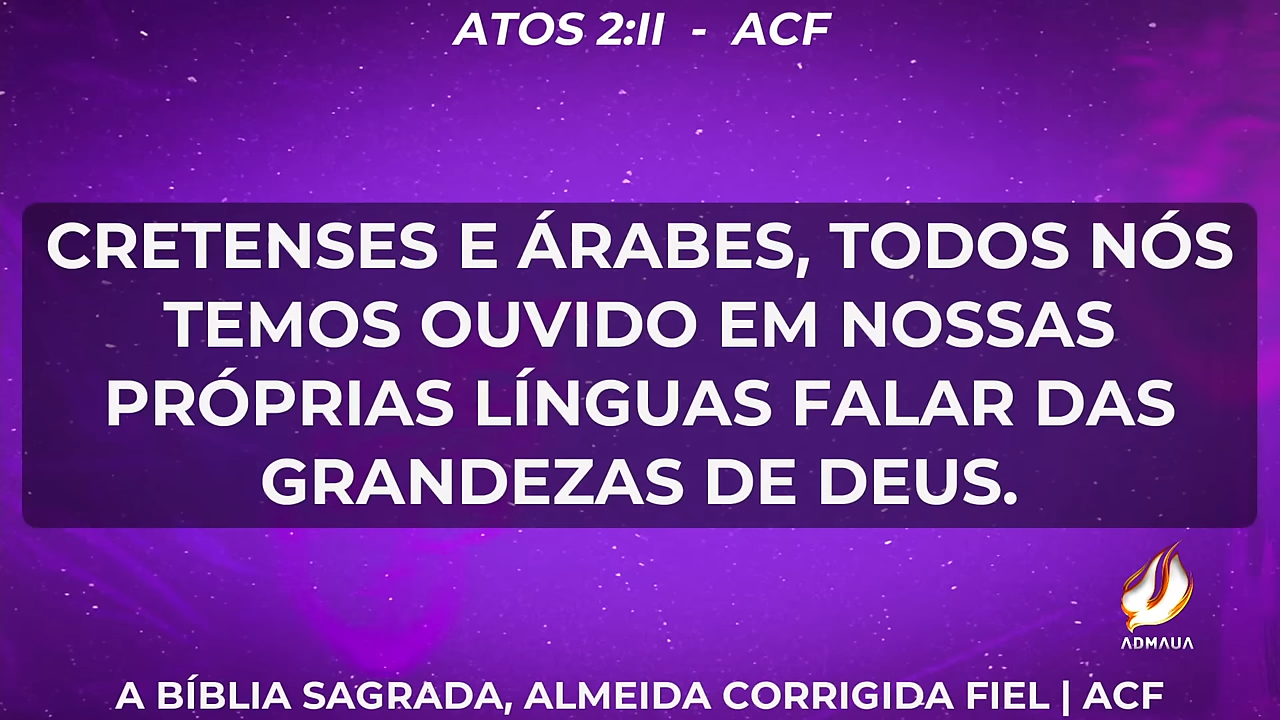 ATOS 2:11 - ACF
CRETENSES E ÁRABES, TODOS NÓS
TEMOS OUVIDO EM NOSSAS
PRÓPRIAS LÍNGUAS FALAR DAS
GRANDEZAS DE DEUS.
ADMAUA
A BÍBLIA SAGRADA, ALMEIDA CORRIGIDA FIEL | ACF